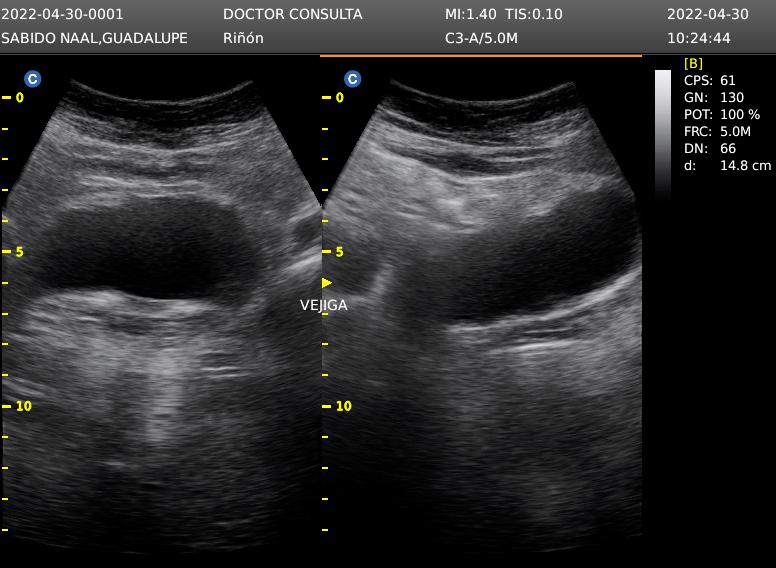 2022-04-30-0001 DOCTOR CONSULTA MI:1.40 TIS:0.10 2022-04-30
SABIDO NAAL,GUADALUPE Riñón C3-A/5.0M 10:24:44
[B]
C C
0 0
CPS: 61
GN: 130
POT: 100 %
FRC: 5.0M
DN: 66
d: 14.8 cm
5 5
VEJIGA
10 10